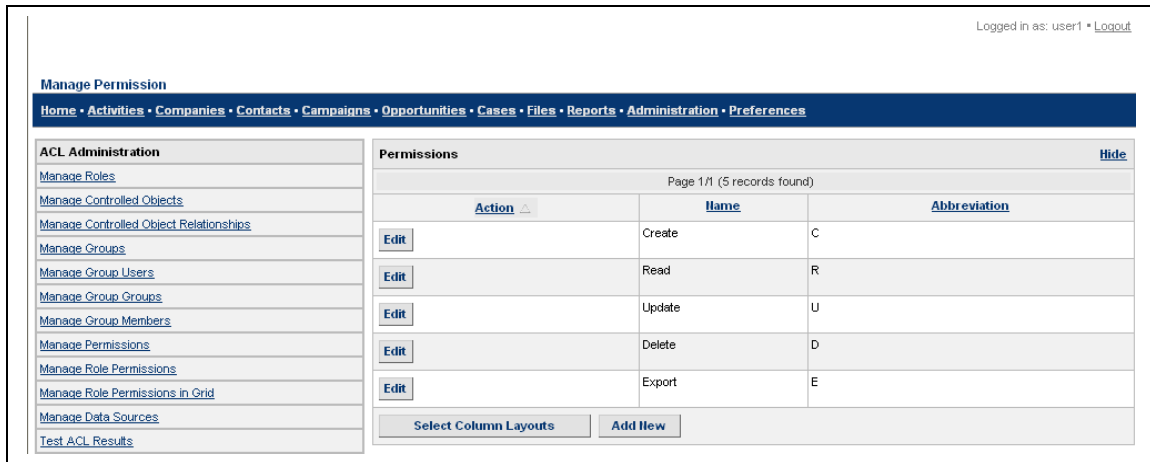 Logged in as: user1 • Logout
Manage Permission
Home • Activities • Companies • Contacts • Campaigns • Opportunities • Cases • Files • Reports • Administration • Preferences
ACL Administration
Manage Roles
Manage Controlled Objects
Manage Controlled Object Relationships
Manage Groups
Manage Group Users
Manage Group Groups
Manage Group Members
Manage Permissions
Manage Role Permissions
Manage Role Permissions in Grid
Manage Data Sources
Test ACL Results
Permissions Hide
Page 1/1 (5 records found)
Action Name Abbreviation
Edit Create C
Edit Read R
Edit Update U
Edit Delete D
Edit Export E
Select Column Layouts Add New